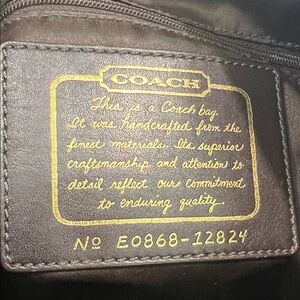 COACH
This is a Coach bag.
It was handcrafted from the
finest materials. Its superior
craftsmanship and attention to
detail reflect our commitment
to enduring quality.
Nº E0868-12824